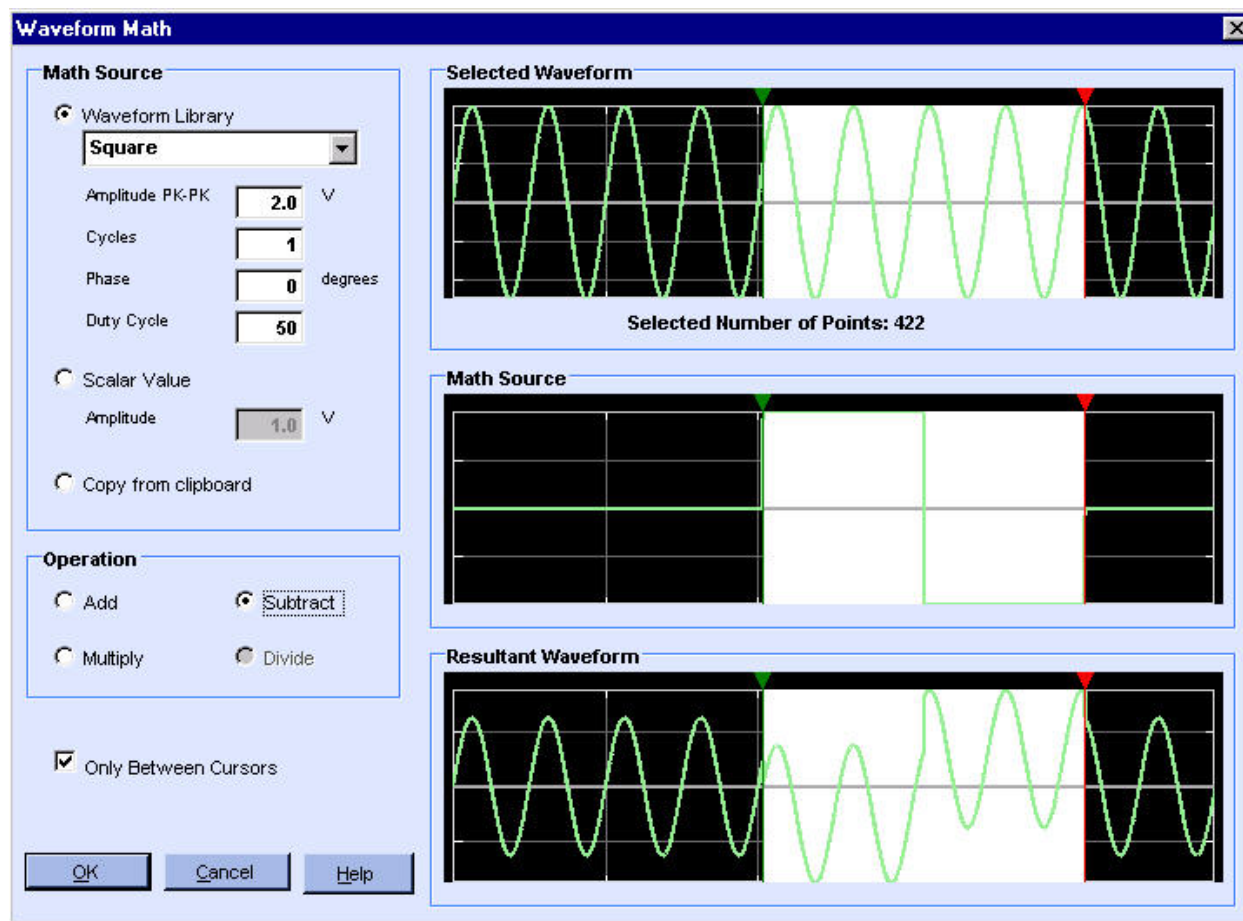 Waveform Math
Math Source
Waveform Library
Square
Amplitude PK-PK 2.0 V
Cycles 1
Phase 0 degrees
Duty Cycle 50
Scalar Value
Amplitude 1.0 V
Copy from clipboard
Operation
Add Subtract
Multiply Divide
Only Between Cursors
OK Cancel Help
Selected Waveform
Selected Number of Points: 422
Math Source
Resultant Waveform